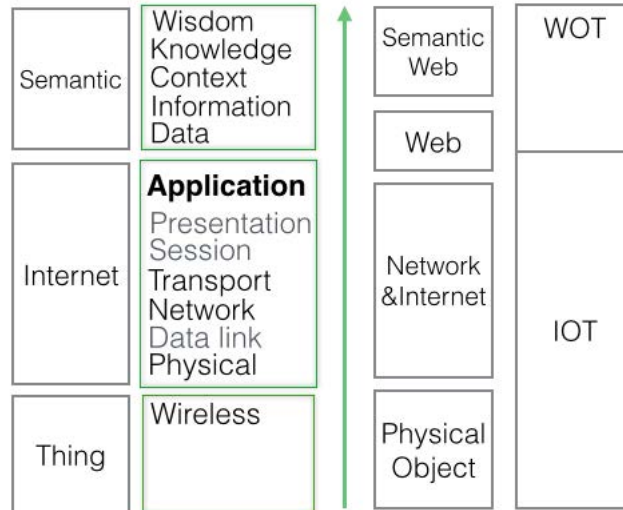 Semantic
Wisdom
Knowledge
Context
Information
Data
Internet
Application
Presentation
Session
Transport
Network
Data link
Physical
Thing
Wireless
Semantic
Web
Web
Network
&Internet
Physical
Object
WOT
IOT